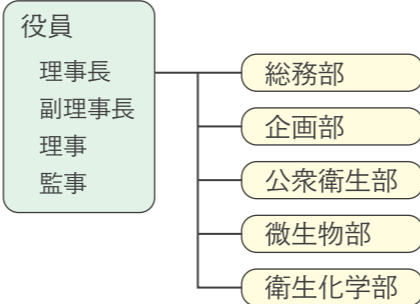 役員
理事長
副理事長
理事
監事
総務部
企画部
公衆衛生部
微生物部
衛生化学部